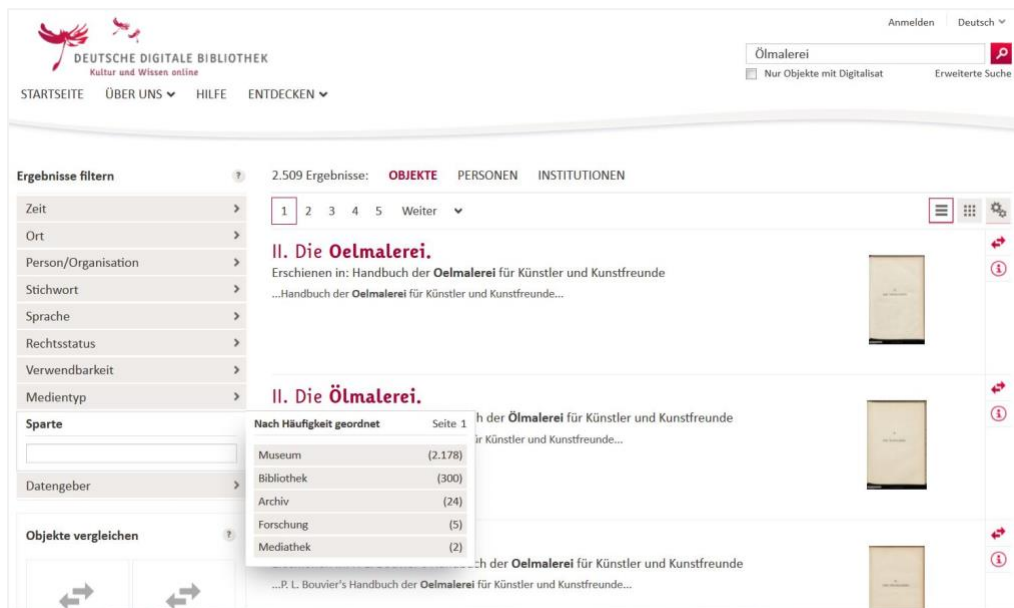 Anmelden Deutsch
DEUTSCHE DIGITALE BIBLIOTHEK
Kultur und Wissen online
Ölmalerei
Nur Objekte mit Digitalisat Erweiterte Suche
STARTSEITE ÜBER UNS HILFE ENTDECKEN
Ergebnisse filtern ?
Zeit
Ort
Person/Organisation
Stichwort
Sprache
Rechtsstatus
Verwendbarkeit
Medientyp
Sparte
Datengeber
Objekte vergleichen ?
2.509 Ergebnisse: OBJEKTE PERSONEN INSTITUTIONEN
1 2 3 4 5 Weiter
II. Die Oelmalerei.
Erschienen in: Handbuch der Oelmalerei für Künstler und Kunstfreunde
...Handbuch der Oelmalerei für Künstler und Kunstfreunde...
II. Die Ölmalerei.
h der Ölmalerei für Künstler und Kunstfreunde
für Künstler und Kunstfreunde...
Nach Häufigkeit geordnet Seite 1
Museum (2.178)
Bibliothek (300)
Archiv (24)
Forschung (5)
Mediathek (2)
ch der Oelmalerei für Künstler und Kunstfreunde
...P. L. Bouvier's Handbuch der Oelmalerei für Künstler und Kunstfreunde...